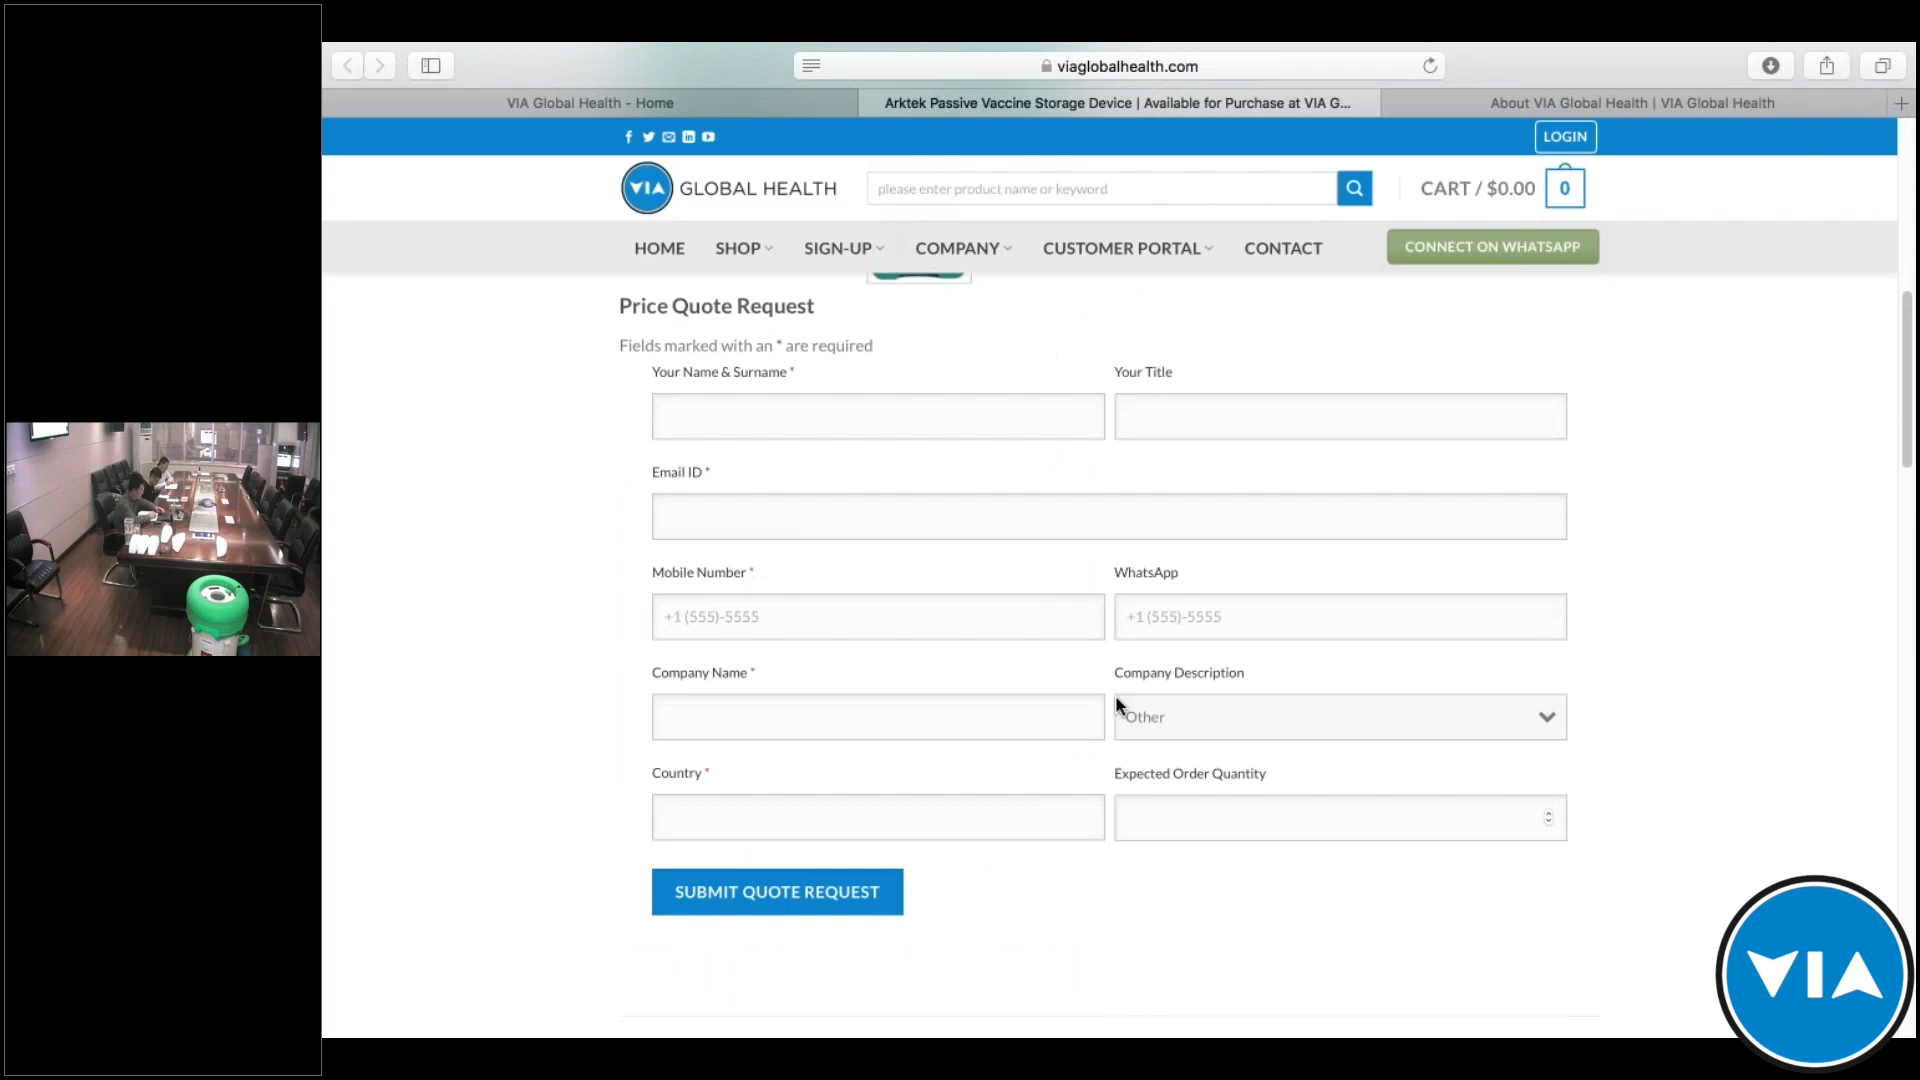 viaglobalhealth.com
VIA Global Health - Home
Arktek Passive Vaccine Storage Device | Available for Purchase at VIA G...
About VIA Global Health | VIA Global Health
LOGIN
VIA GLOBAL HEALTH
please enter product name or keyword
CART / $0.00
0
HOME
SHOP
SIGN-UP
COMPANY
CUSTOMER PORTAL
CONTACT
CONNECT ON WHATSAPP
Price Quote Request
Fields marked with an * are required
Your Name & Surname *
Your Title
Email ID *
Mobile Number *
WhatsApp
+1 (555)-5555
+1 (555)-5555
Company Name *
Company Description
Other
Country *
Expected Order Quantity
SUBMIT QUOTE REQUEST
VIA